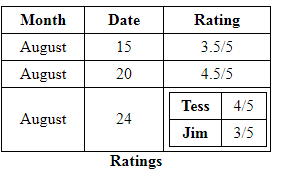 Month Date Rating
August 15 3.5/5
August 20 4.5/5
August 24 Tess 4/5
Jim 3/5
Ratings